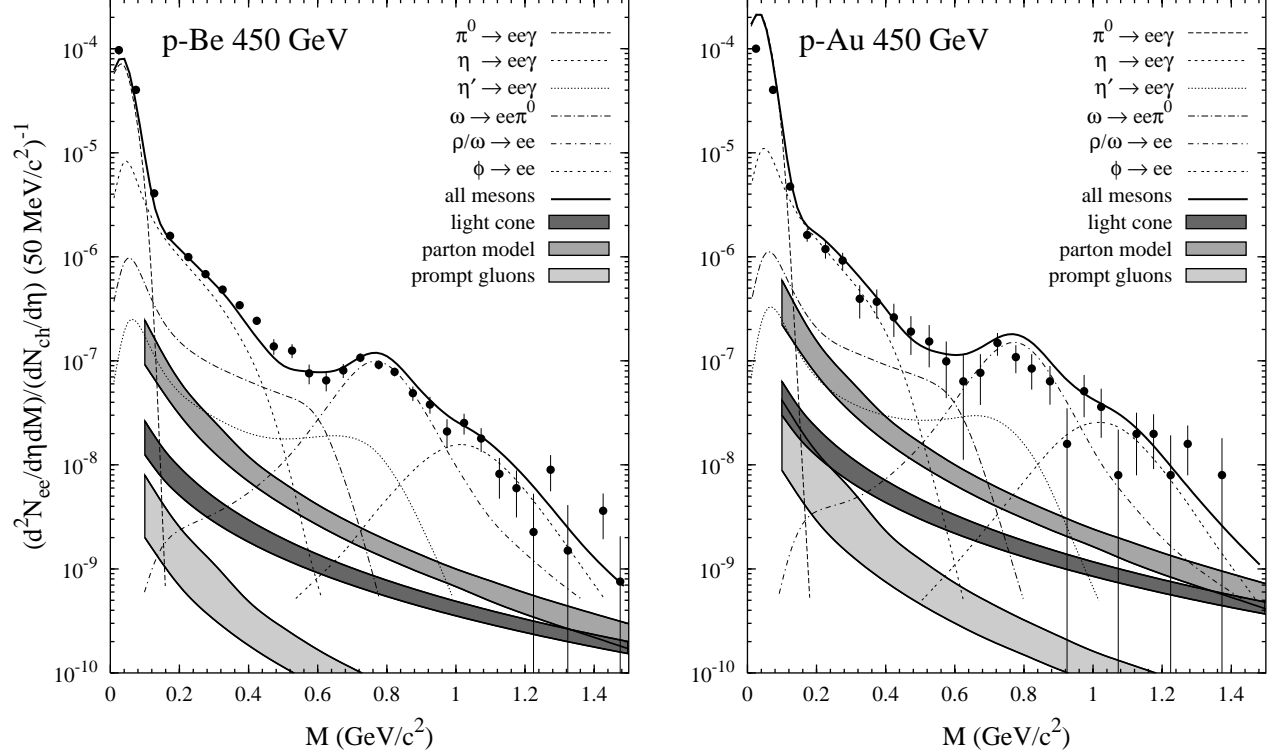 (d²N_ee/dηdM)/(dN_ch/dη) (50 MeV/c²)⁻¹
p-Be 450 GeV
π⁰ → eeγ
η → eeγ
η′ → eeγ
ω → eeπ⁰
ρ/ω → ee
ϕ → ee
all mesons
light cone
parton model
prompt gluons
10⁻⁴
10⁻⁵
10⁻⁶
10⁻⁷
10⁻⁸
10⁻⁹
10⁻¹⁰
0 0.2 0.4 0.6 0.8 1 1.2 1.4
M (GeV/c²)
p-Au 450 GeV
π⁰ → eeγ
η → eeγ
η′ → eeγ
ω → eeπ⁰
ρ/ω → ee
ϕ → ee
all mesons
light cone
parton model
prompt gluons
10⁻⁴
10⁻⁵
10⁻⁶
10⁻⁷
10⁻⁸
10⁻⁹
10⁻¹⁰
0 0.2 0.4 0.6 0.8 1 1.2 1.4
M (GeV/c²)